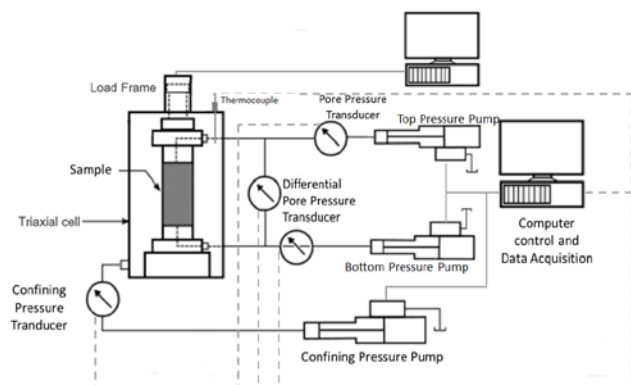 Load Frame
Thermocouple
Pore Pressure
Transducer
Top Pressure Pump
Sample
Differential
Pore Pressure
Transducer
Triaxial cell
Computer
control and
Data Acquisition
Bottom Pressure Pump
Confining
Pressure
Tranducer
Confining Pressure Pump